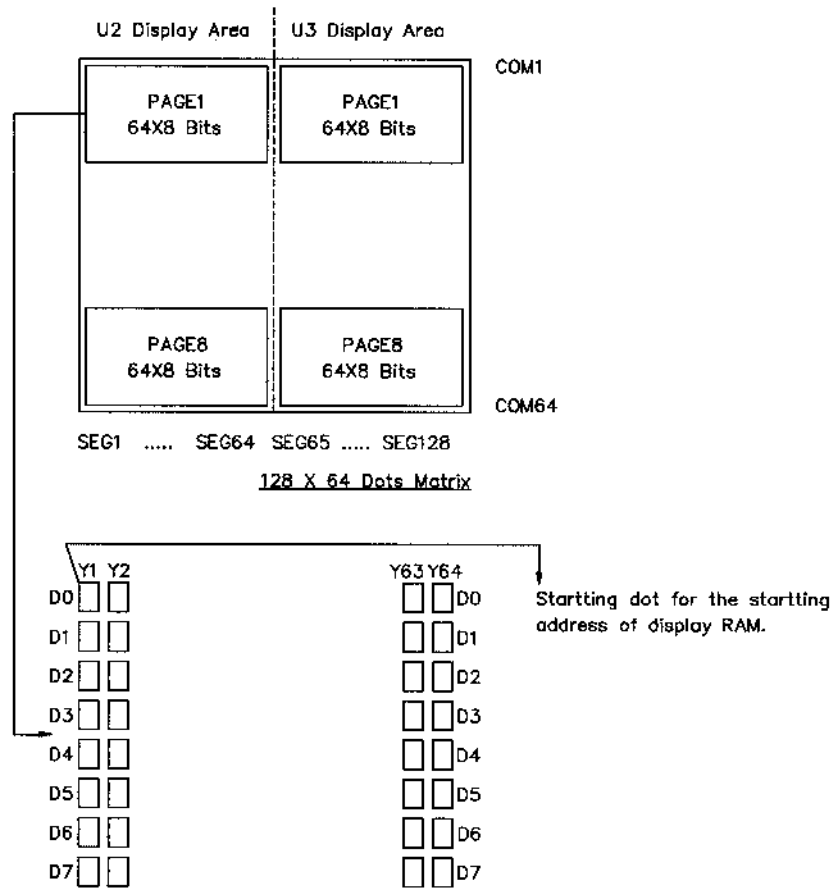 U2 Display Area U3 Display Area
COM1
PAGE1 PAGE1
64X8 Bits 64X8 Bits
PAGE8 PAGE8
64X8 Bits 64X8 Bits
COM64
SEG1 ..... SEG64 SEG65 ..... SEG128
128 X 64 Dots Matrix
Y1 Y2 Y63 Y64
D0 D0 Startting dot for the startting
D1 D1 address of display RAM.
D2 D2
D3 D3
D4 D4
D5 D5
D6 D6
D7 D7